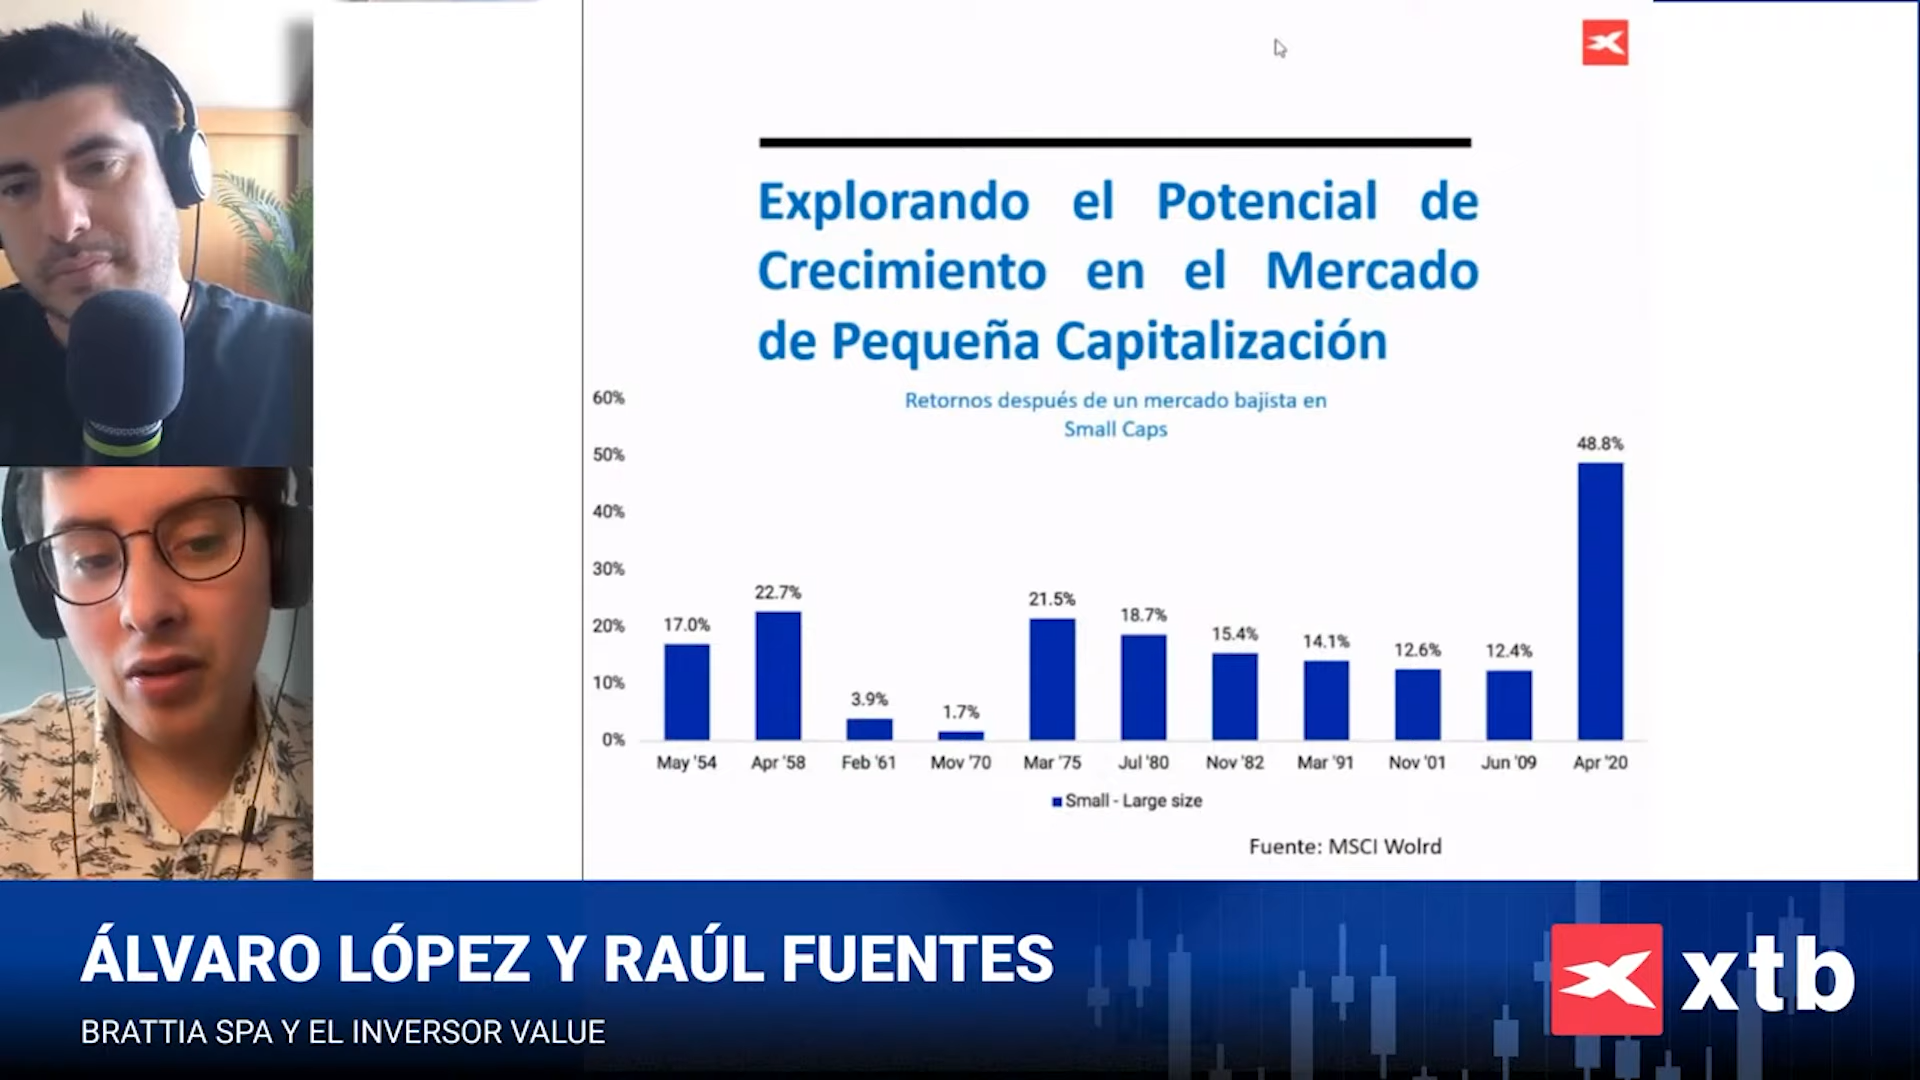 Explorando el Potencial de
Crecimiento en el Mercado
de Pequeña Capitalización
Retornos después de un mercado bajista en
Small Caps
60%
50%
40%
30%
20%
10%
0%
17.0%
22.7%
3.9%
1.7%
21.5%
18.7%
15.4%
14.1%
12.6%
12.4%
48.8%
May '54
Apr '58
Feb '61
Mov '70
Mar '75
Jul '80
Nov '82
Mar '91
Nov '01
Jun '09
Apr '20
Small - Large size
Fuente: MSCI Wolrd
ÁLVARO LÓPEZ Y RAÚL FUENTES
BRATTIA SPA Y EL INVERSOR VALUE
xtb